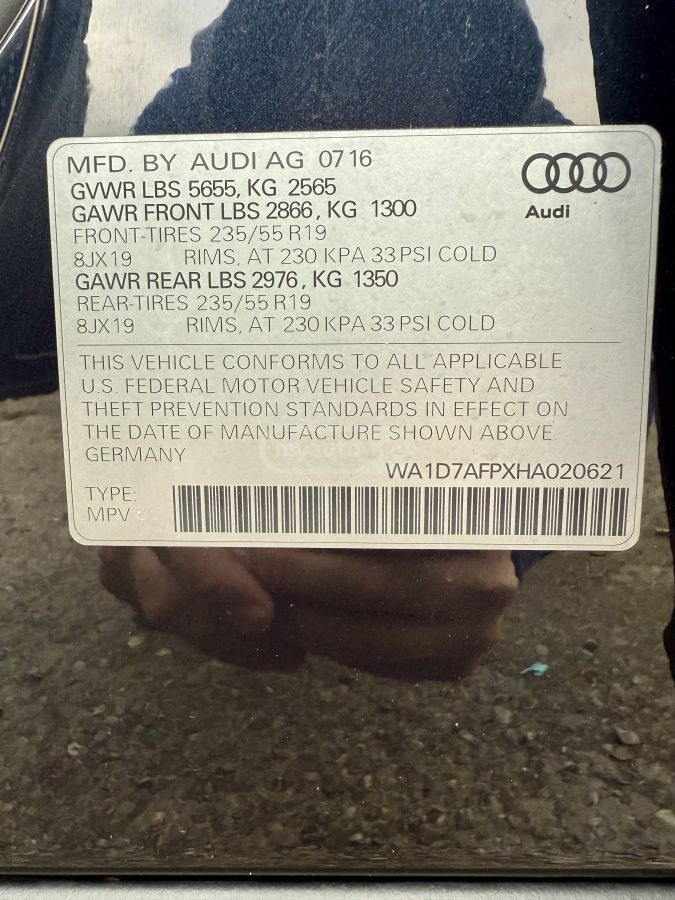 MFD. BY AUDI AG 07 16
GVWR LBS 5655, KG 2565
GAWR FRONT LBS 2866, KG 1300
FRONT-TIRES 235/55 R19
8JX19 RIMS, AT 230 KPA 33 PSI COLD
GAWR REAR LBS 2976, KG 1350
REAR-TIRES 235/55 R19
8JX19 RIMS, AT 230 KPA 33 PSI COLD
Audi
THIS VEHICLE CONFORMS TO ALL APPLICABLE
U.S. FEDERAL MOTOR VEHICLE SAFETY AND
THEFT PREVENTION STANDARDS IN EFFECT ON
THE DATE OF MANUFACTURE SHOWN ABOVE.
GERMANY
WA1D7AFPXHA020621
TYPE:
MPV